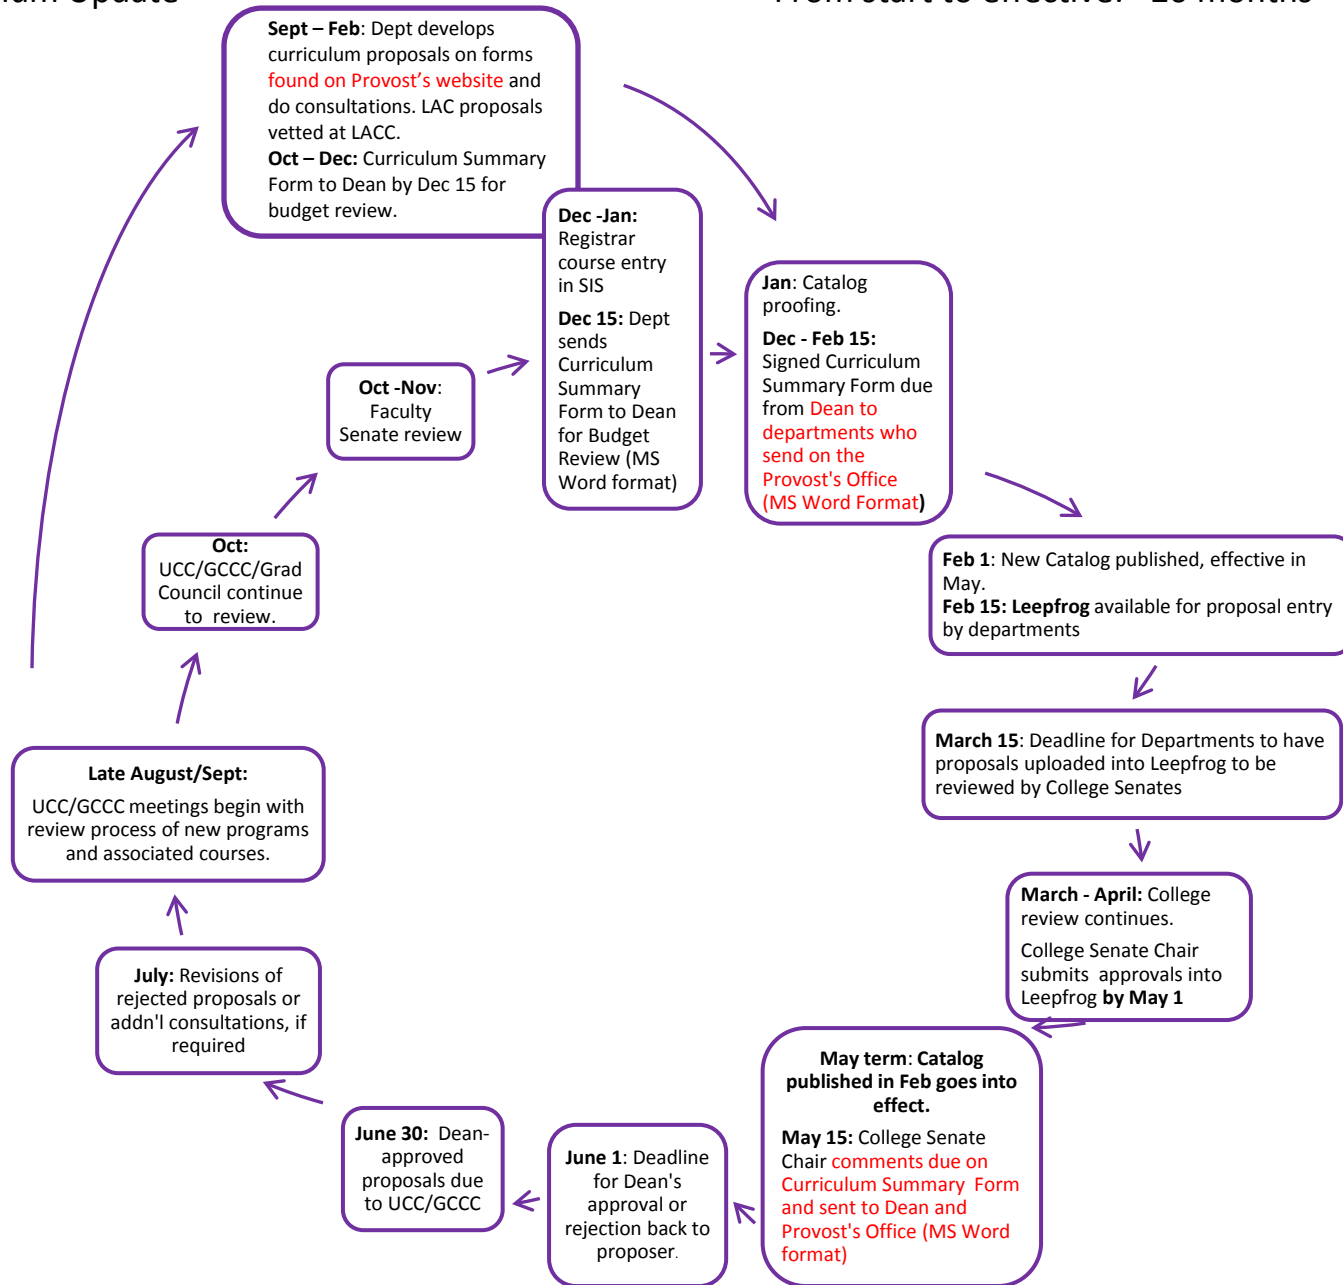 Sept – Feb: Dept develops
curriculum proposals on forms
found on Provost's website and
do consultations. LAC proposals
vetted at LACC.
Oct – Dec: Curriculum Summary
Form to Dean by Dec 15 for
budget review.
Dec -Jan:
Registrar
course entry
in SIS
Dec 15: Dept
sends
Curriculum
Summary
Form to Dean
for Budget
Review (MS
Word format)
Jan: Catalog
proofing.
Dec - Feb 15:
Signed Curriculum
Summary Form due
from Dean to
departments who
send on the
Provost's Office
(MS Word Format)
Feb 1: New Catalog published, effective in
May.
Feb 15: Leepfrog available for proposal entry
by departments
March 15: Deadline for Departments to have
proposals uploaded into Leepfrog to be
reviewed by College Senates
March - April: College
review continues.
College Senate Chair
submits approvals into
Leepfrog by May 1
May term: Catalog
published in Feb goes into
effect.
May 15: College Senate
Chair comments due on
Curriculum Summary Form
and sent to Dean and
Provost's Office (MS Word
format)
June 1: Deadline
for Dean's
approval or
rejection back to
proposer.
June 30: Dean-
approved
proposals due
to UCC/GCCC
July: Revisions of
rejected proposals or
addn'l consultations, if
required
Late August/Sept:
UCC/GCCC meetings begin with
review process of new programs
and associated courses.
Oct:
UCC/GCCC/Grad
Council continue
to review.
Oct -Nov:
Faculty
Senate review